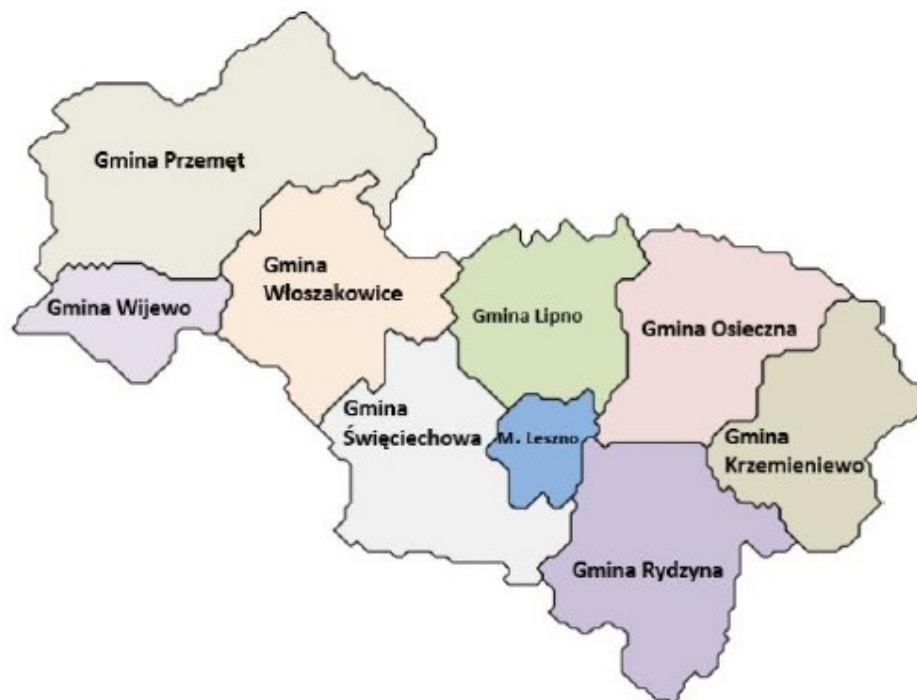 Gmina Przemęt
Gmina
Włoszakowice
Gmina Wijewo
Gmina Lipno
Gmina Osieczna
Gmina
Święciechowa
M. Leszno
Gmina
Krzemieniewo
Gmina Rydzyna